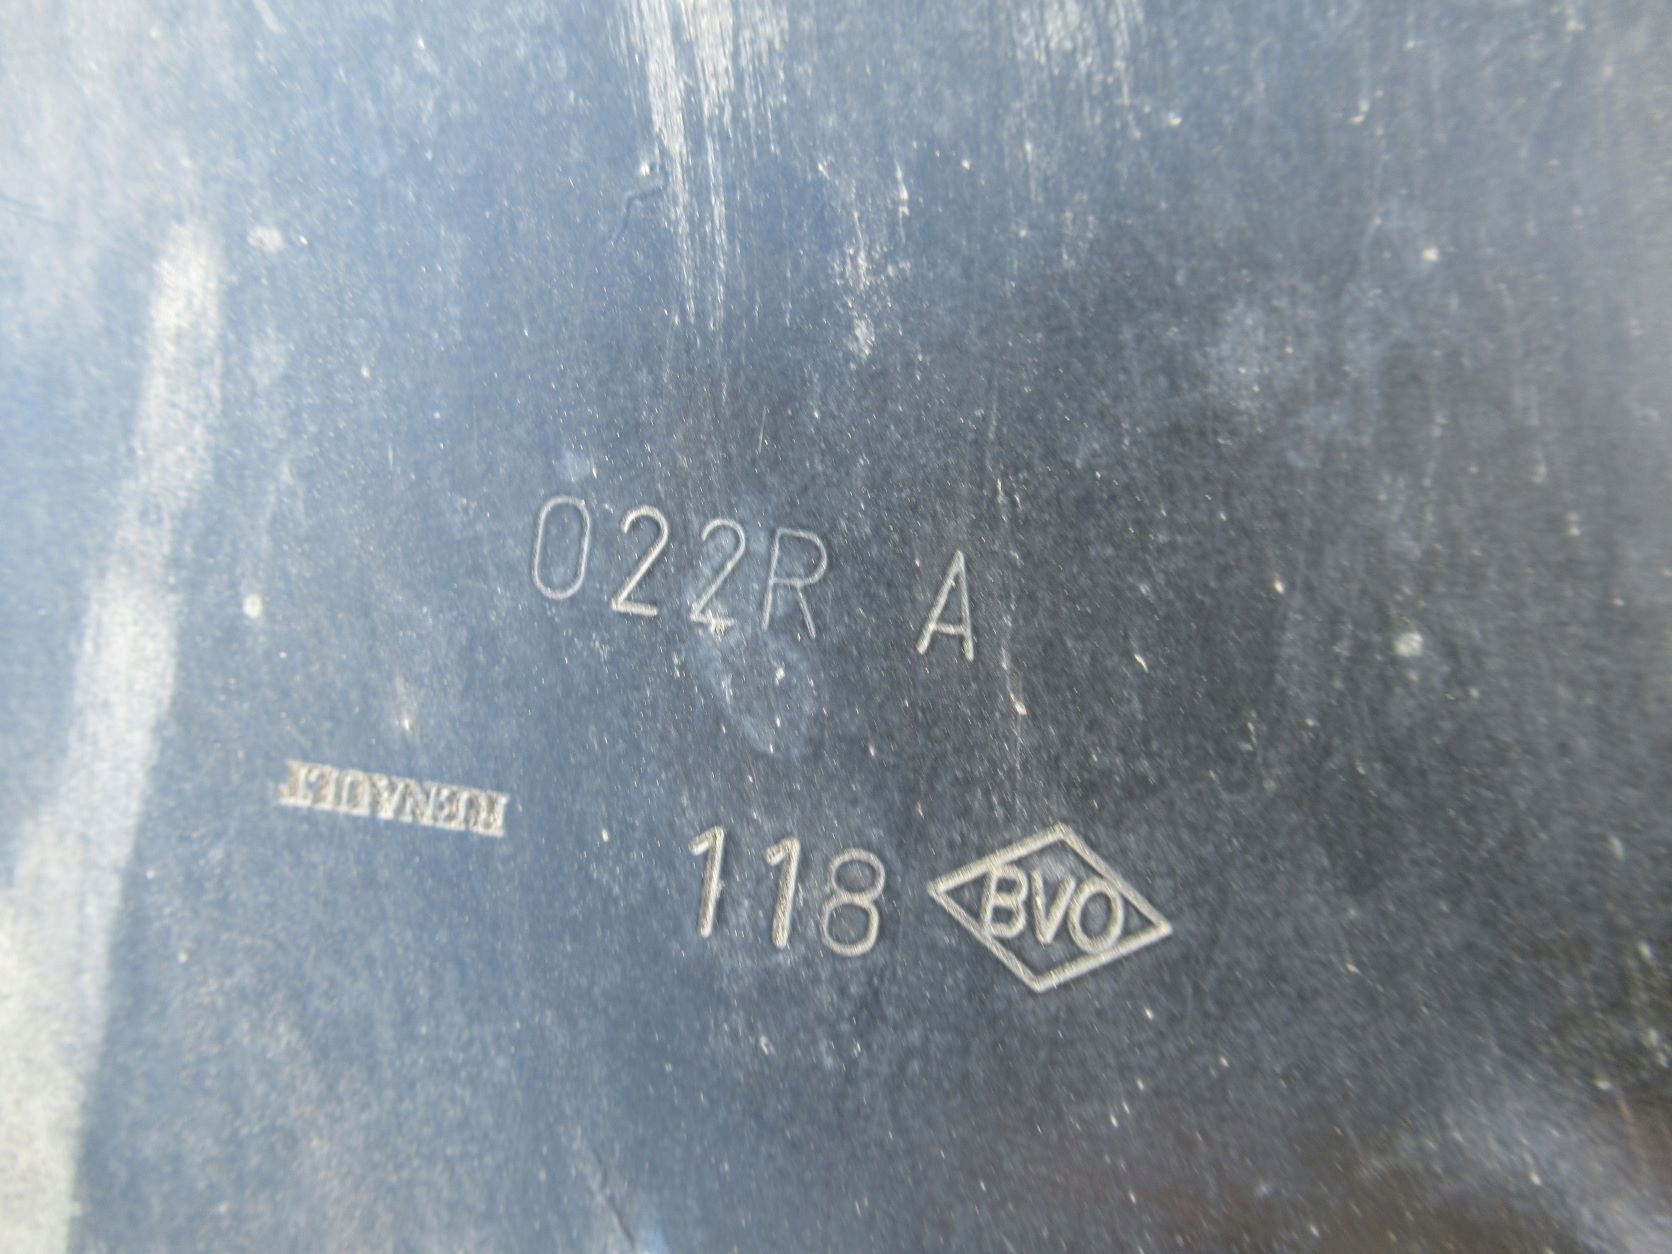 022R A
RENAULT
118 BVO